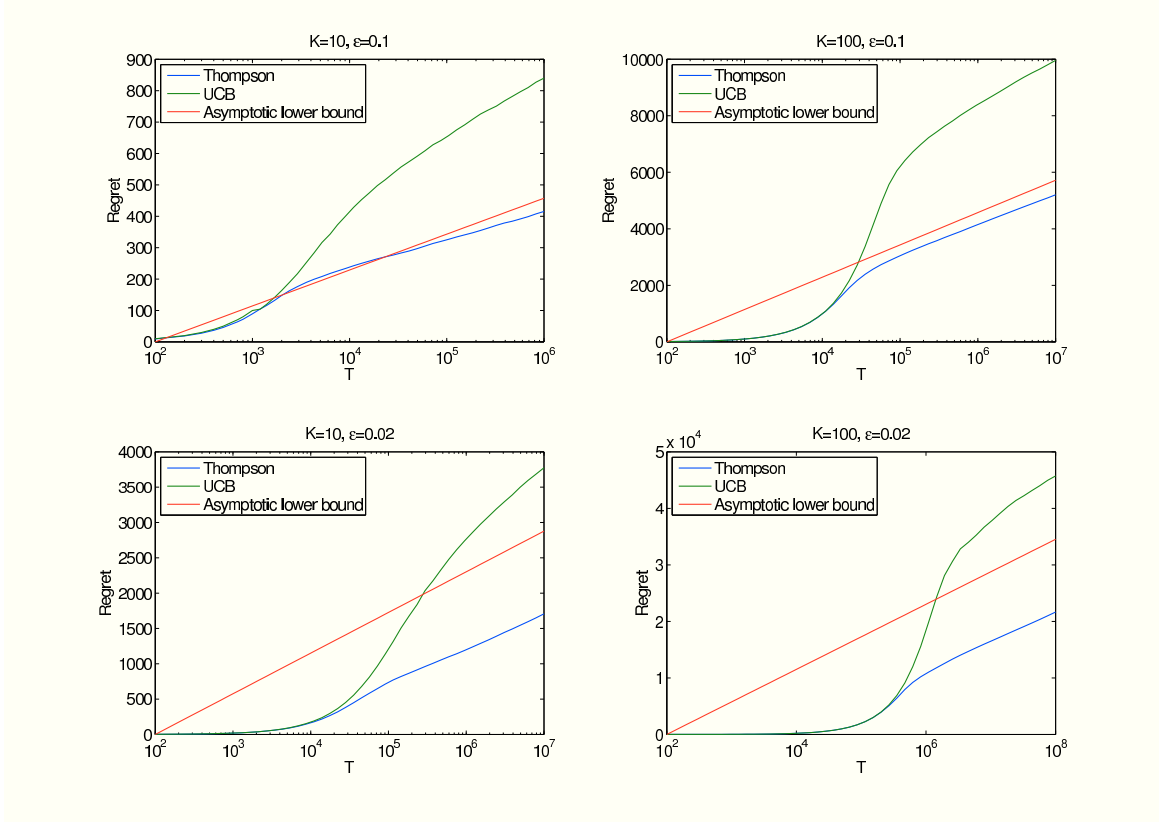 K=10, ε=0.1
900
800
700
600
500
400
300
200
100
0
Regret
Thompson
UCB
Asymptotic lower bound
10^2
10^3
10^4
10^5
10^6
T
K=100, ε=0.1
10000
8000
6000
4000
2000
0
Regret
Thompson
UCB
Asymptotic lower bound
10^2
10^3
10^4
10^5
10^6
10^7
T
K=10, ε=0.02
4000
3500
3000
2500
2000
1500
1000
500
0
Regret
Thompson
UCB
Asymptotic lower bound
10^2
10^3
10^4
10^5
10^6
10^7
T
K=100, ε=0.02
x 10^4
5
4
3
2
1
0
Regret
Thompson
UCB
Asymptotic lower bound
10^2
10^4
10^6
10^8
T